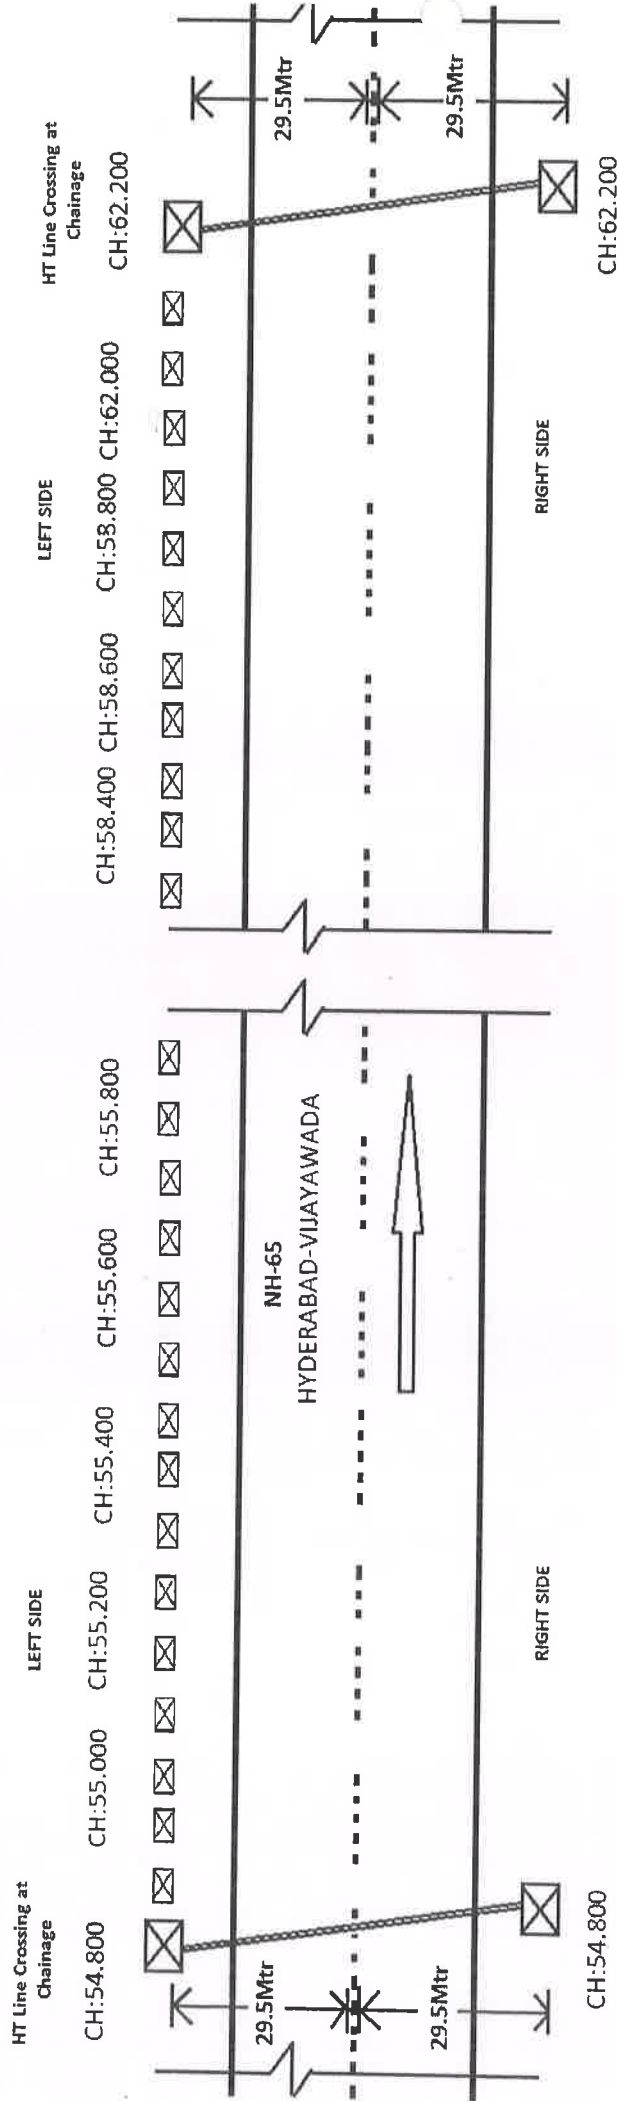 HT Line Crossing at
Chainage
CH:54.800
LEFT SIDE
CH:55.000
CH:55.200
CH:55.400
CH:55.600
CH:55.800
29.5Mtr
29.5Mtr
NH-65
HYDERABAD-VIJAYAWADA
CH:54.800
RIGHT SIDE
LEFT SIDE
CH:58.400
CH:58.600
CH:58.800
CH:62.000
HT Line Crossing at
Chainage
CH:62.200
29.5Mtr
29.5Mtr
RIGHT SIDE
CH:62.200